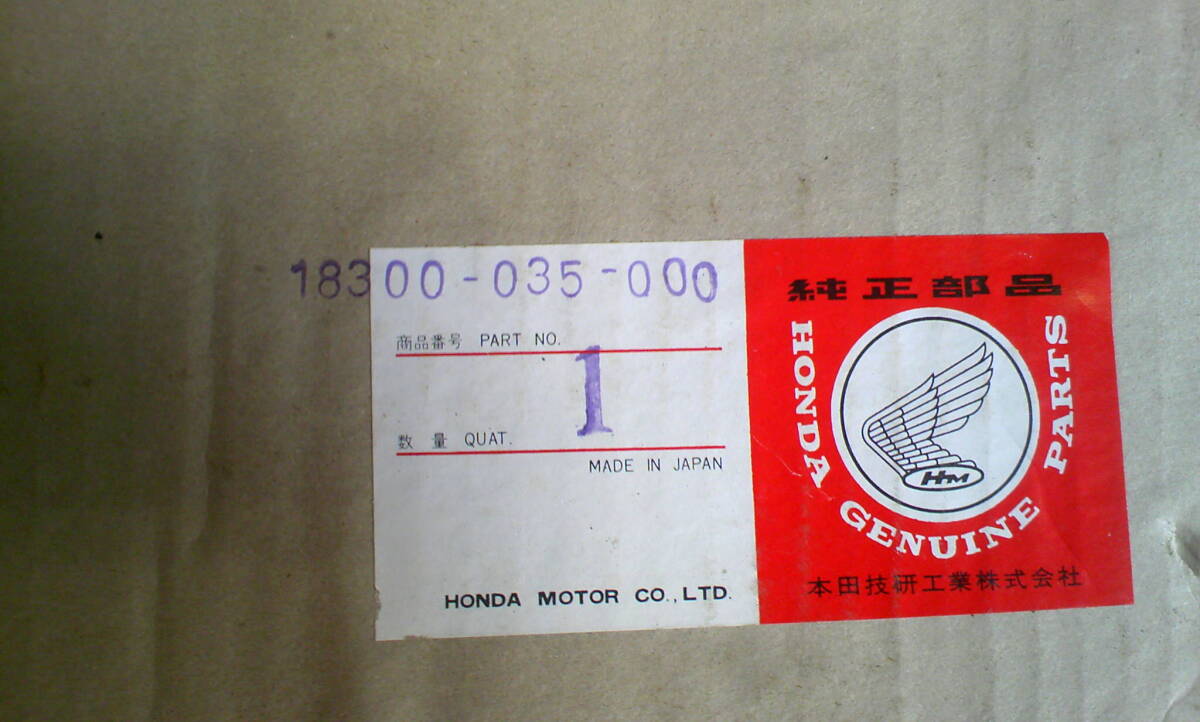 18300-035-000
商品番号 PART NO.
1
数量 QUAT.
MADE IN JAPAN
HONDA MOTOR CO.,LTD.
純正部品
HONDA GENUINE PARTS
HM
本田技研工業株式会社